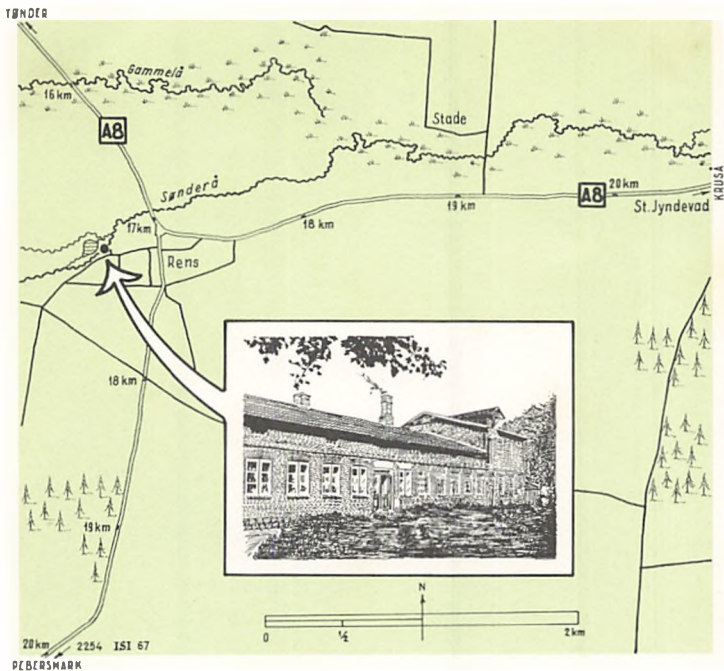 TØNDER
Gammelå
16 km
A8
Stade
Sønderå
KRUSÅ
20 km
A8
19 km
St. Jyndevad
18 km
17 km
Rens
18 km
19 km
N
0 ½ 2 km
20 km
2254 ISI 67
PEBERSMARK